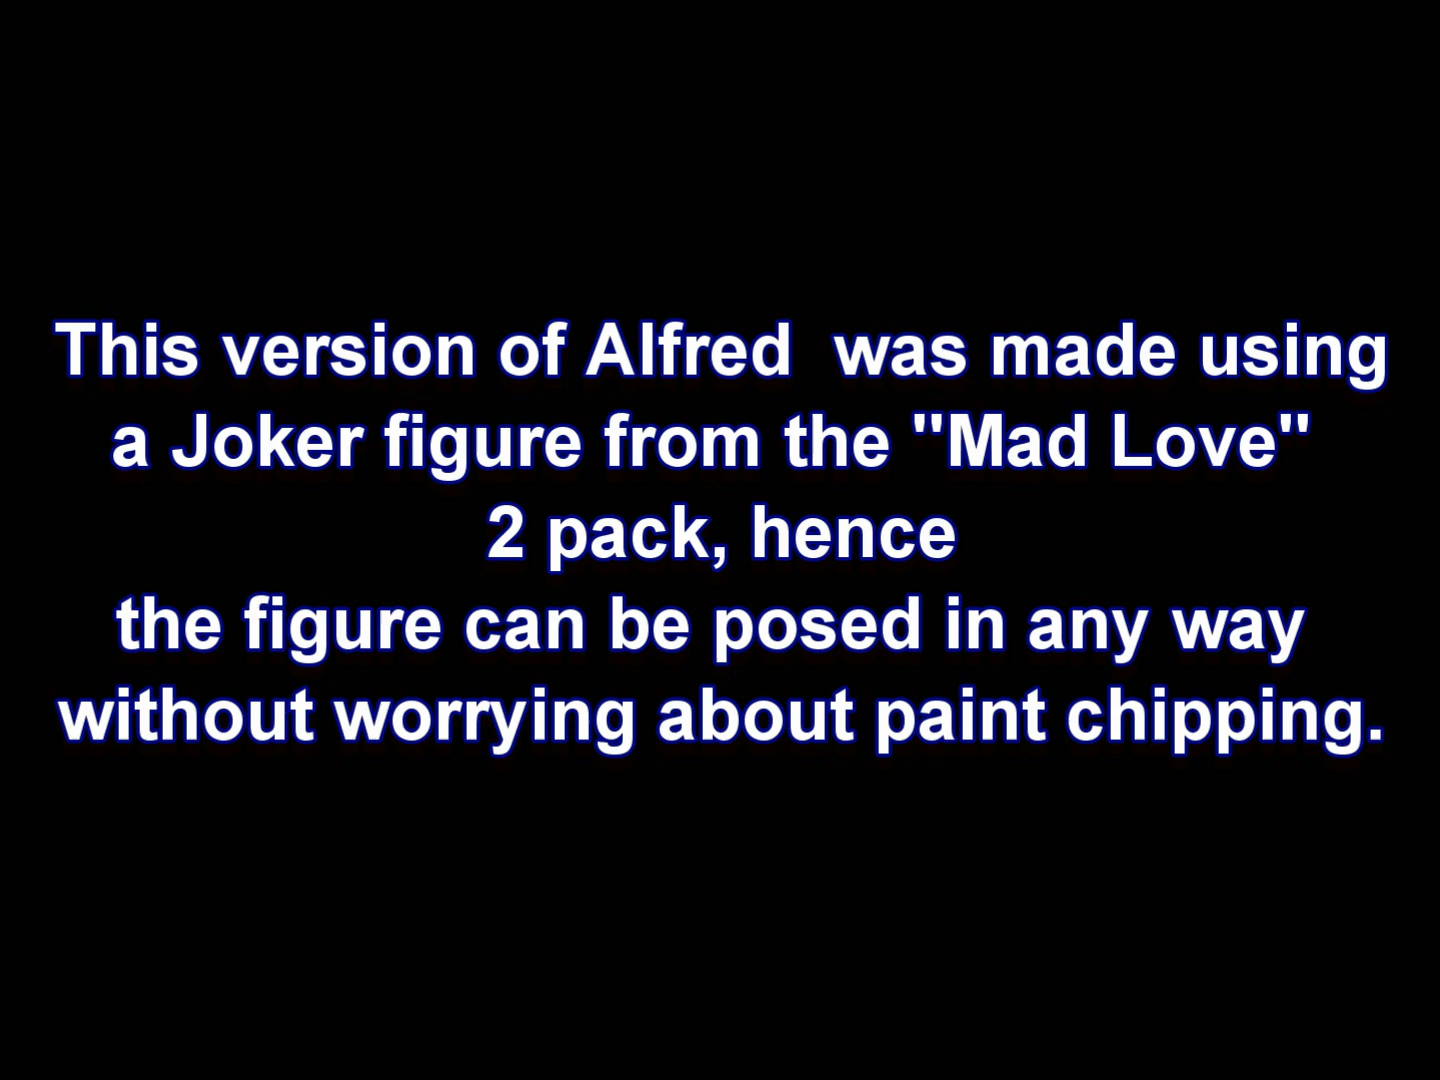 This version of Alfred  was made using
a Joker figure from the "Mad Love"
2 pack, hence
the figure can be posed in any way
without worrying about paint chipping.